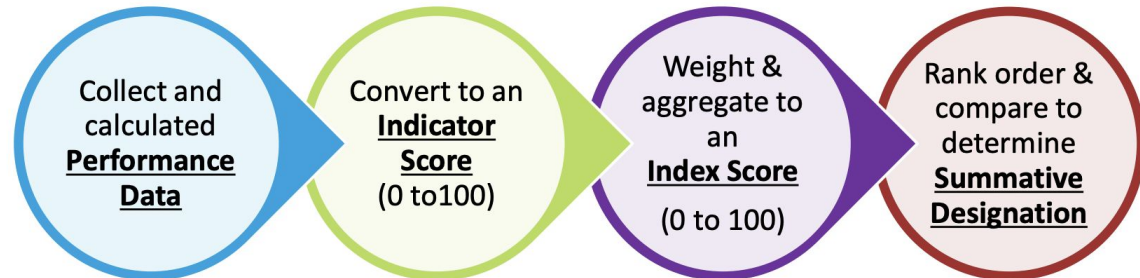 Collect and
calculated
Performance
Data
Convert to an
Indicator
Score
(0 to100)
Weight &
aggregate to
an
Index Score
(0 to 100)
Rank order &
compare to
determine
Summative
Designation